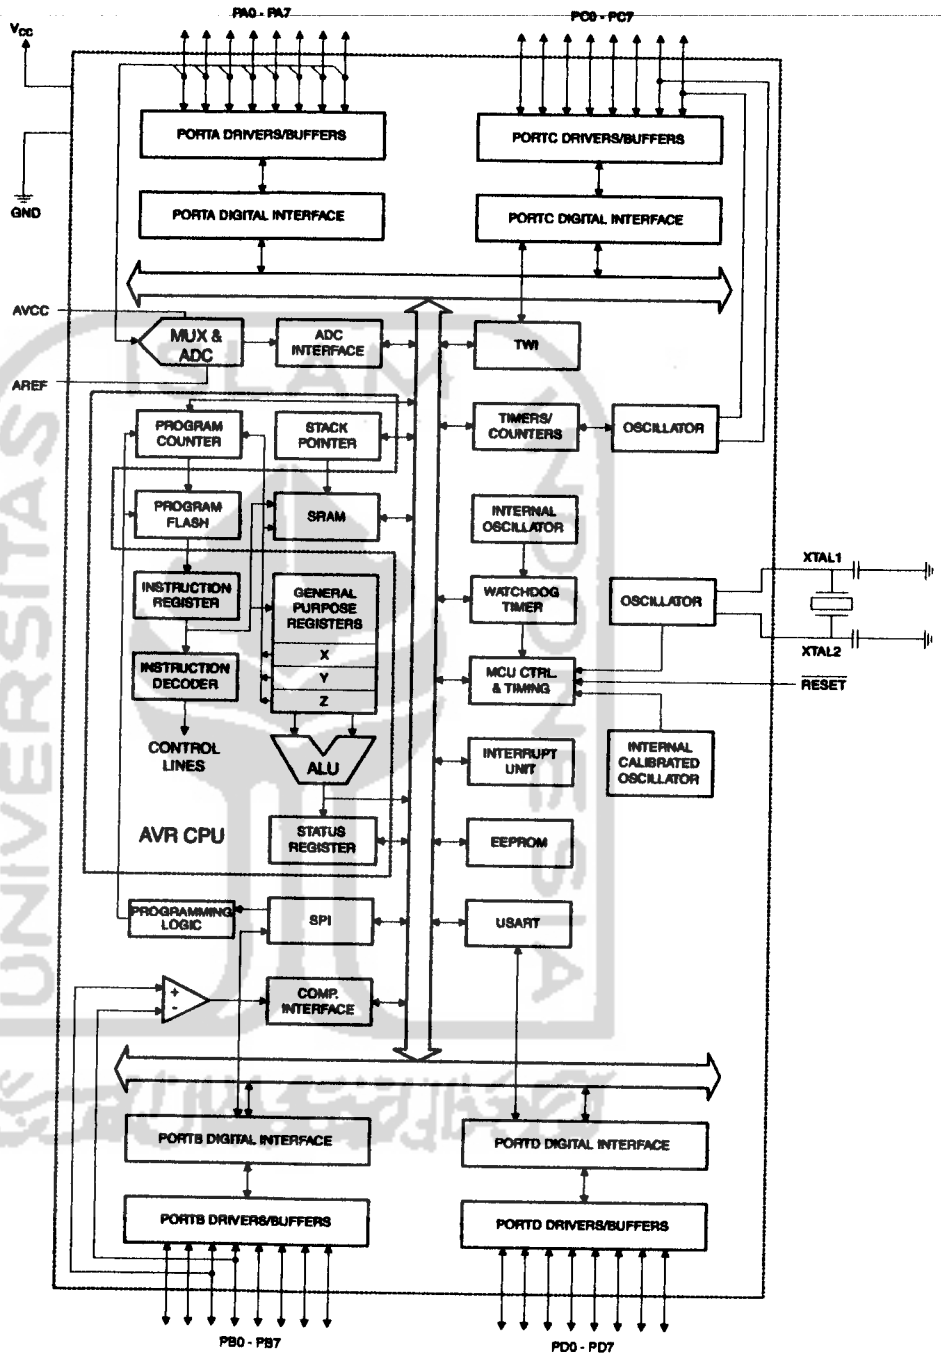 PA0 - PA7
PC0 - PC7
VCC
PORTA DRIVERS/BUFFERS
PORTC DRIVERS/BUFFERS
GND
PORTA DIGITAL INTERFACE
PORTC DIGITAL INTERFACE
AVCC
MUX &
ADC
ADC
INTERFACE
TWI
AREF
PROGRAM
COUNTER
STACK
POINTER
TIMERS/
COUNTERS
OSCILLATOR
PROGRAM
FLASH
SRAM
INTERNAL
OSCILLATOR
XTAL1
INSTRUCTION
REGISTER
GENERAL
PURPOSE
REGISTERS
WATCHDOG
TIMER
OSCILLATOR
X
Y
Z
XTAL2
INSTRUCTION
DECODER
MCU CTRL.
& TIMING
RESET
CONTROL
LINES
ALU
INTERRUPT
UNIT
INTERNAL
CALIBRATED
OSCILLATOR
AVR CPU
STATUS
REGISTER
EEPROM
PROGRAMMING
LOGIC
SPI
USART
+
-
COMP.
INTERFACE
PORTB DIGITAL INTERFACE
PORTD DIGITAL INTERFACE
PORTB DRIVERS/BUFFERS
PORTD DRIVERS/BUFFERS
PB0 - PB7
PD0 - PD7
UNIVERSITAS
ISLAM
INDONESIA